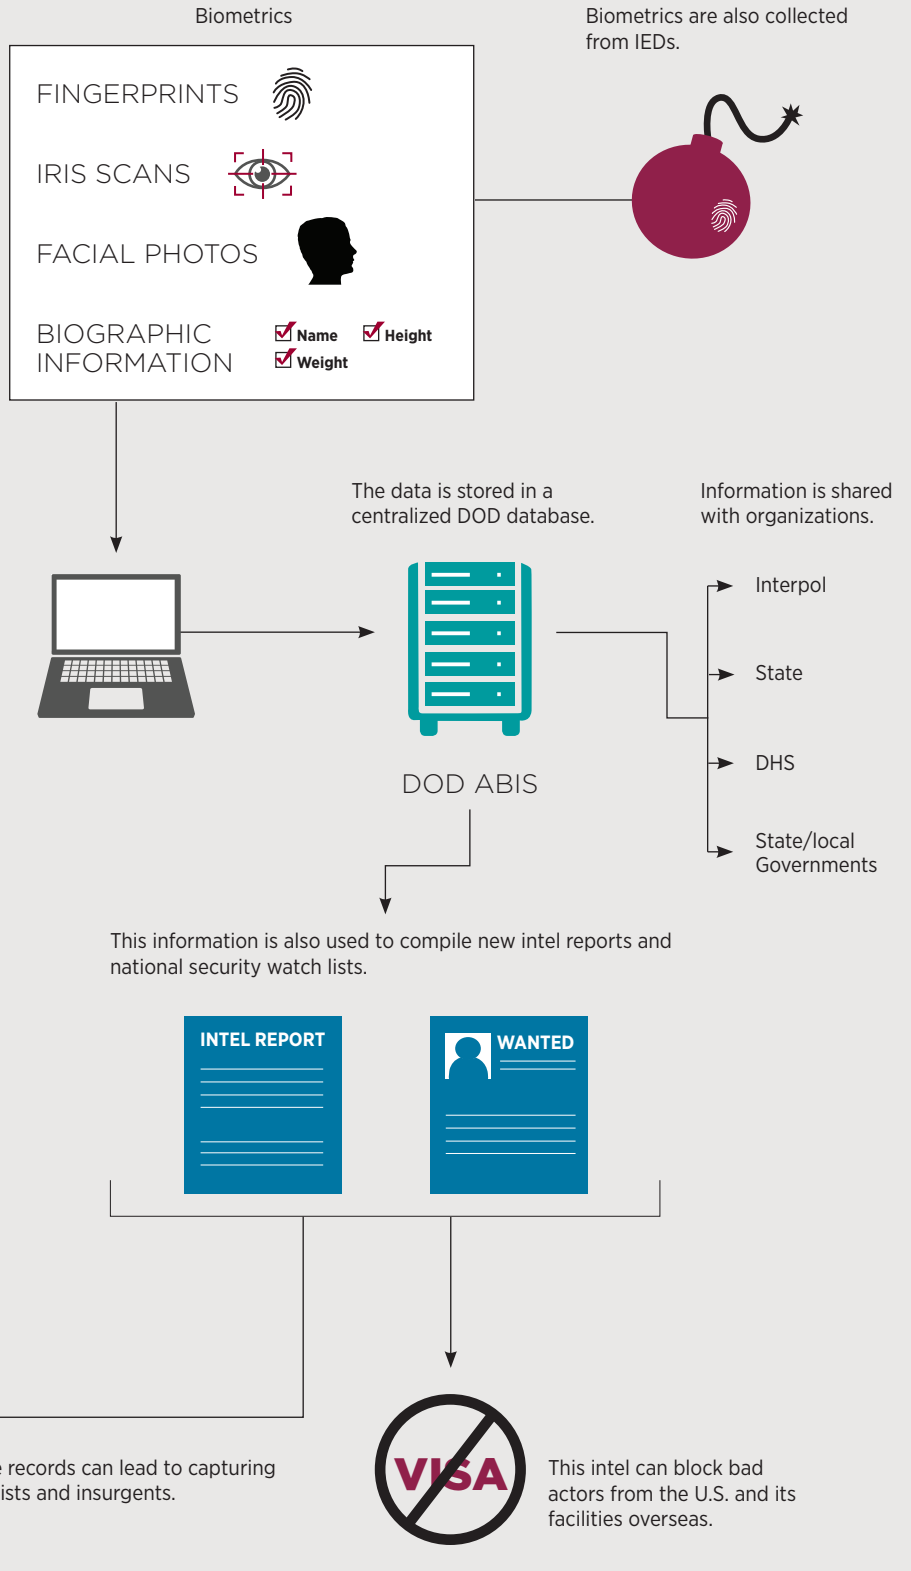 Biometrics
Biometrics are also collected
from IEDs.
FINGERPRINTS
IRIS SCANS
FACIAL PHOTOS
BIOGRAPHIC
INFORMATION
Name
Height
Weight
The data is stored in a
centralized DOD database.
Information is shared
with organizations.
Interpol
State
DHS
State/local
Governments
DOD ABIS
This information is also used to compile new intel reports and
national security watch lists.
INTEL REPORT
WANTED
records can lead to capturing
and insurgents.
VISA
This intel can block bad
actors from the U.S. and its
facilities overseas.